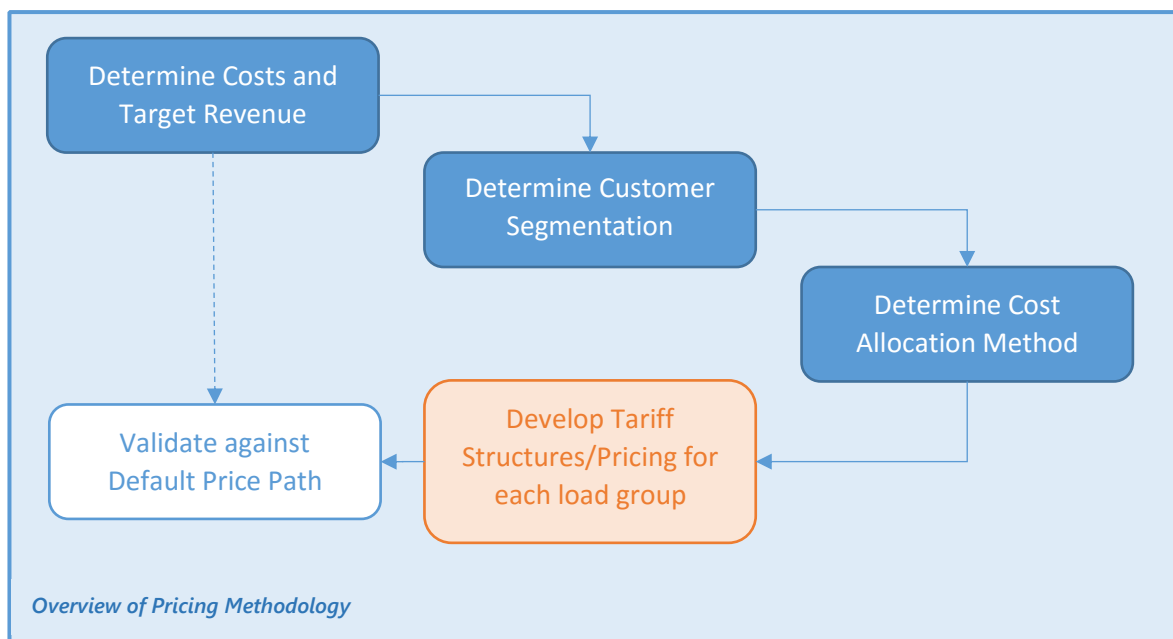 Determine Costs and
Target Revenue
Determine Customer
Segmentation
Determine Cost
Allocation Method
Develop Tariff
Structures/Pricing for
each load group
Validate against
Default Price Path
Overview of Pricing Methodology